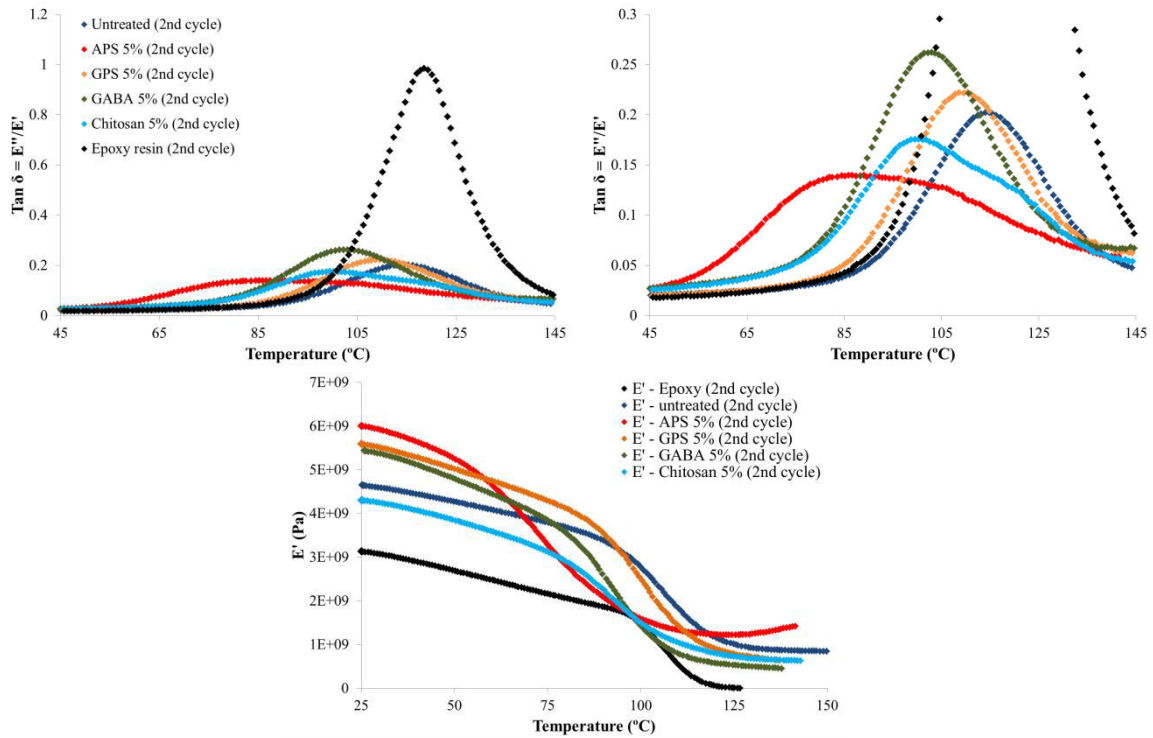 1.2
1
0.8
0.6
0.4
0.2
0
Tan δ = E''/E'
Untreated (2nd cycle)
APS 5% (2nd cycle)
GPS 5% (2nd cycle)
GABA 5% (2nd cycle)
Chitosan 5% (2nd cycle)
Epoxy resin (2nd cycle)
45 65 85 105 125 145
Temperature (ºC)
0.3
0.25
0.2
0.15
0.1
0.05
0
Tan δ = E''/E'
45 65 85 105 125 145
Temperature (ºC)
7E+09
6E+09
5E+09
4E+09
3E+09
2E+09
1E+09
0
E' (Pa)
E' - Epoxy (2nd cycle)
E' - untreated (2nd cycle)
E' - APS 5% (2nd cycle)
E' - GPS 5% (2nd cycle)
E' - GABA 5% (2nd cycle)
E' - Chitosan 5% (2nd cycle)
25 50 75 100 125 150
Temperature (ºC)